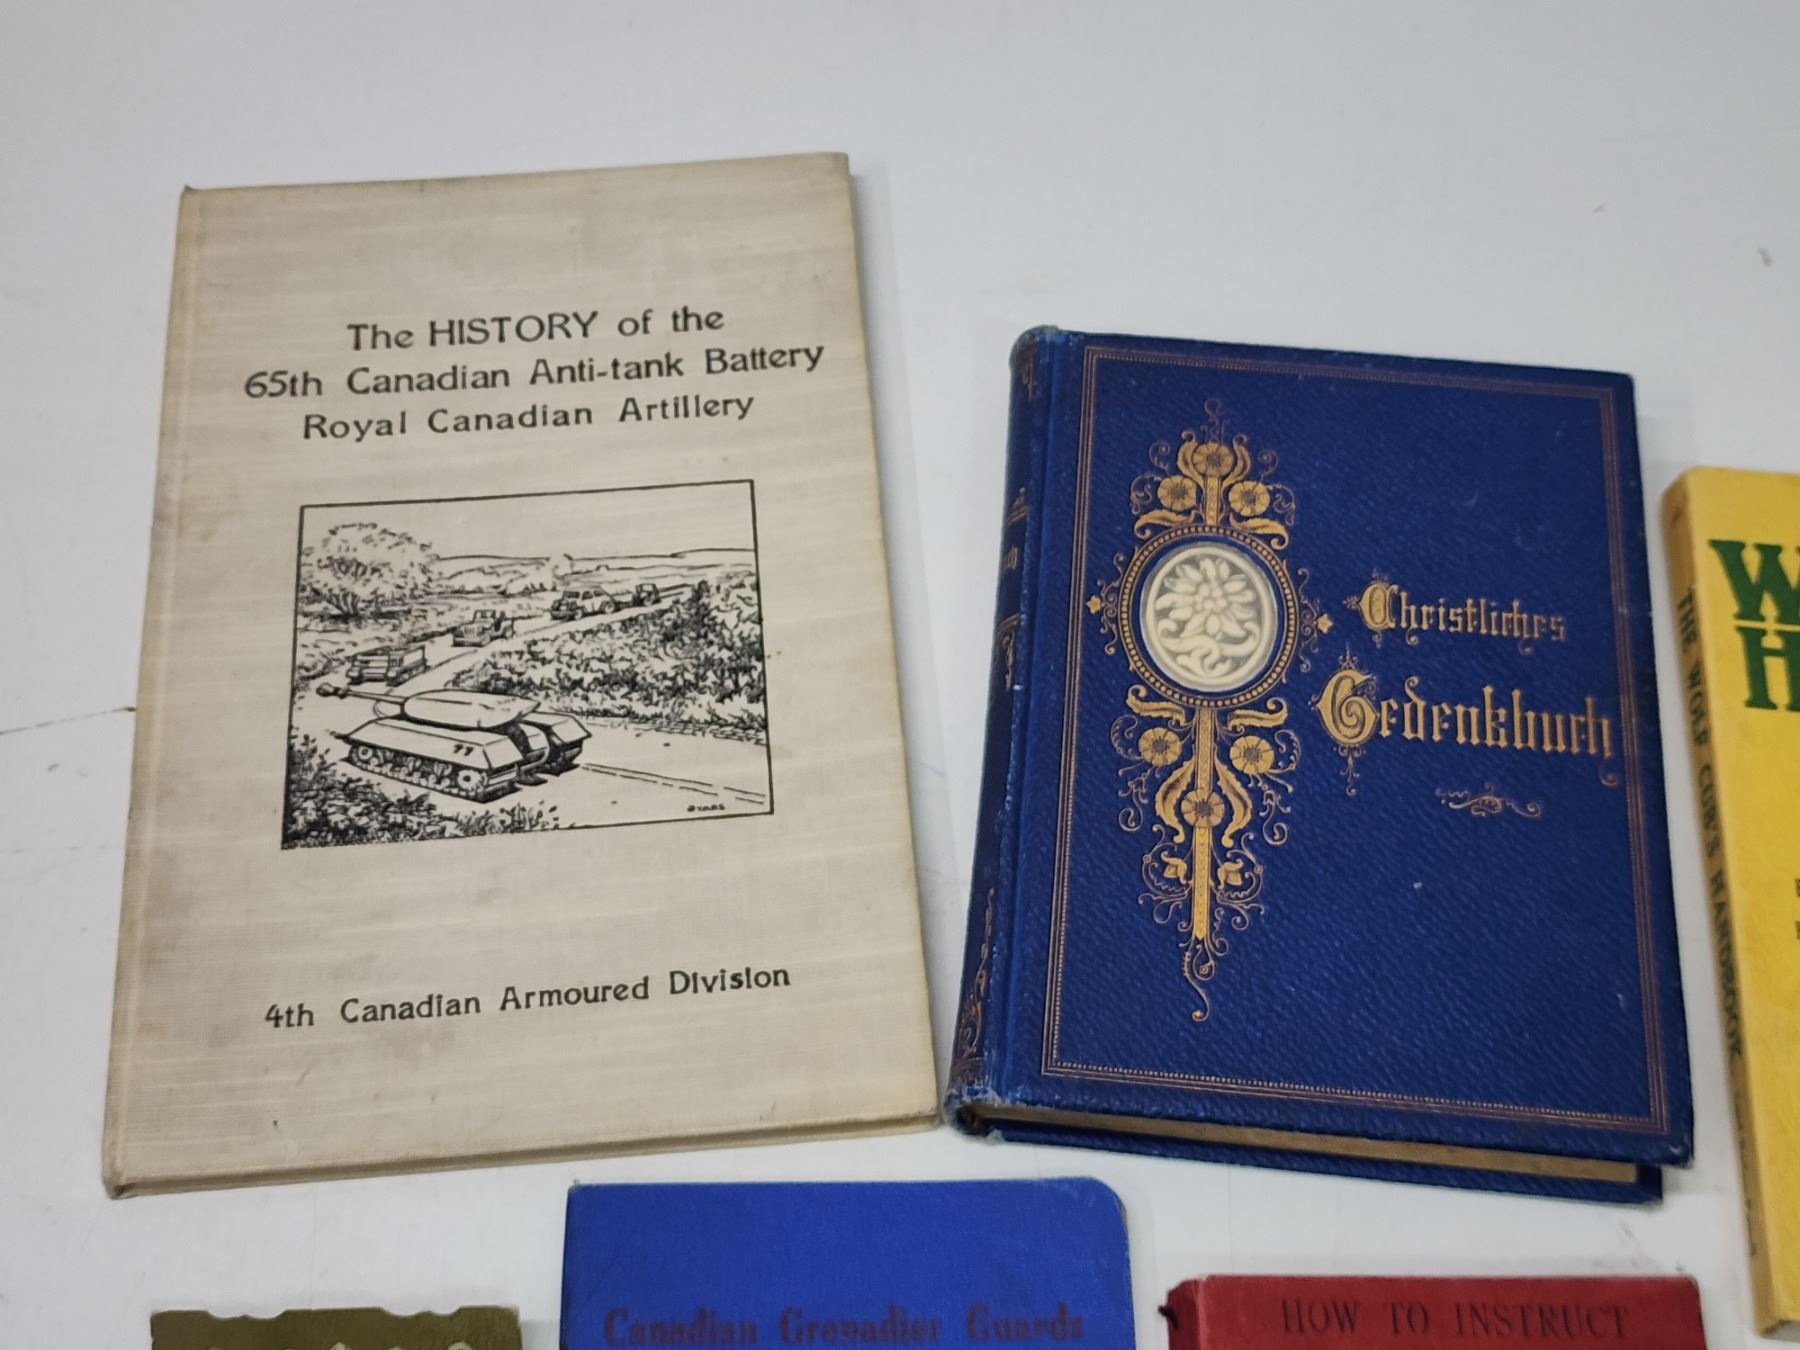 The HISTORY of the
65th Canadian Anti-tank Battery
Royal Canadian Artillery
77
4th Canadian Armoured Division
Christliches
Gedenkbuch
THE WOLF CUB'S HANDBOOK
W
H
Canadian Grenadier Guards
HOW TO INSTRUCT